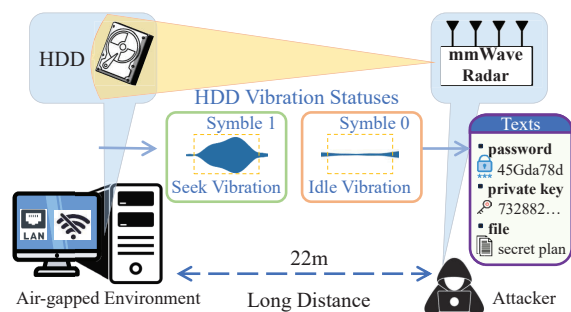 HDD
mmWave
Radar
HDD Vibration Statuses
Symble 1
Seek Vibration
Symble 0
Idle Vibration
Texts
password
45Gda78d
private key
732882...
file
secret plan
LAN
22m
Air-gapped Environment
Long Distance
Attacker